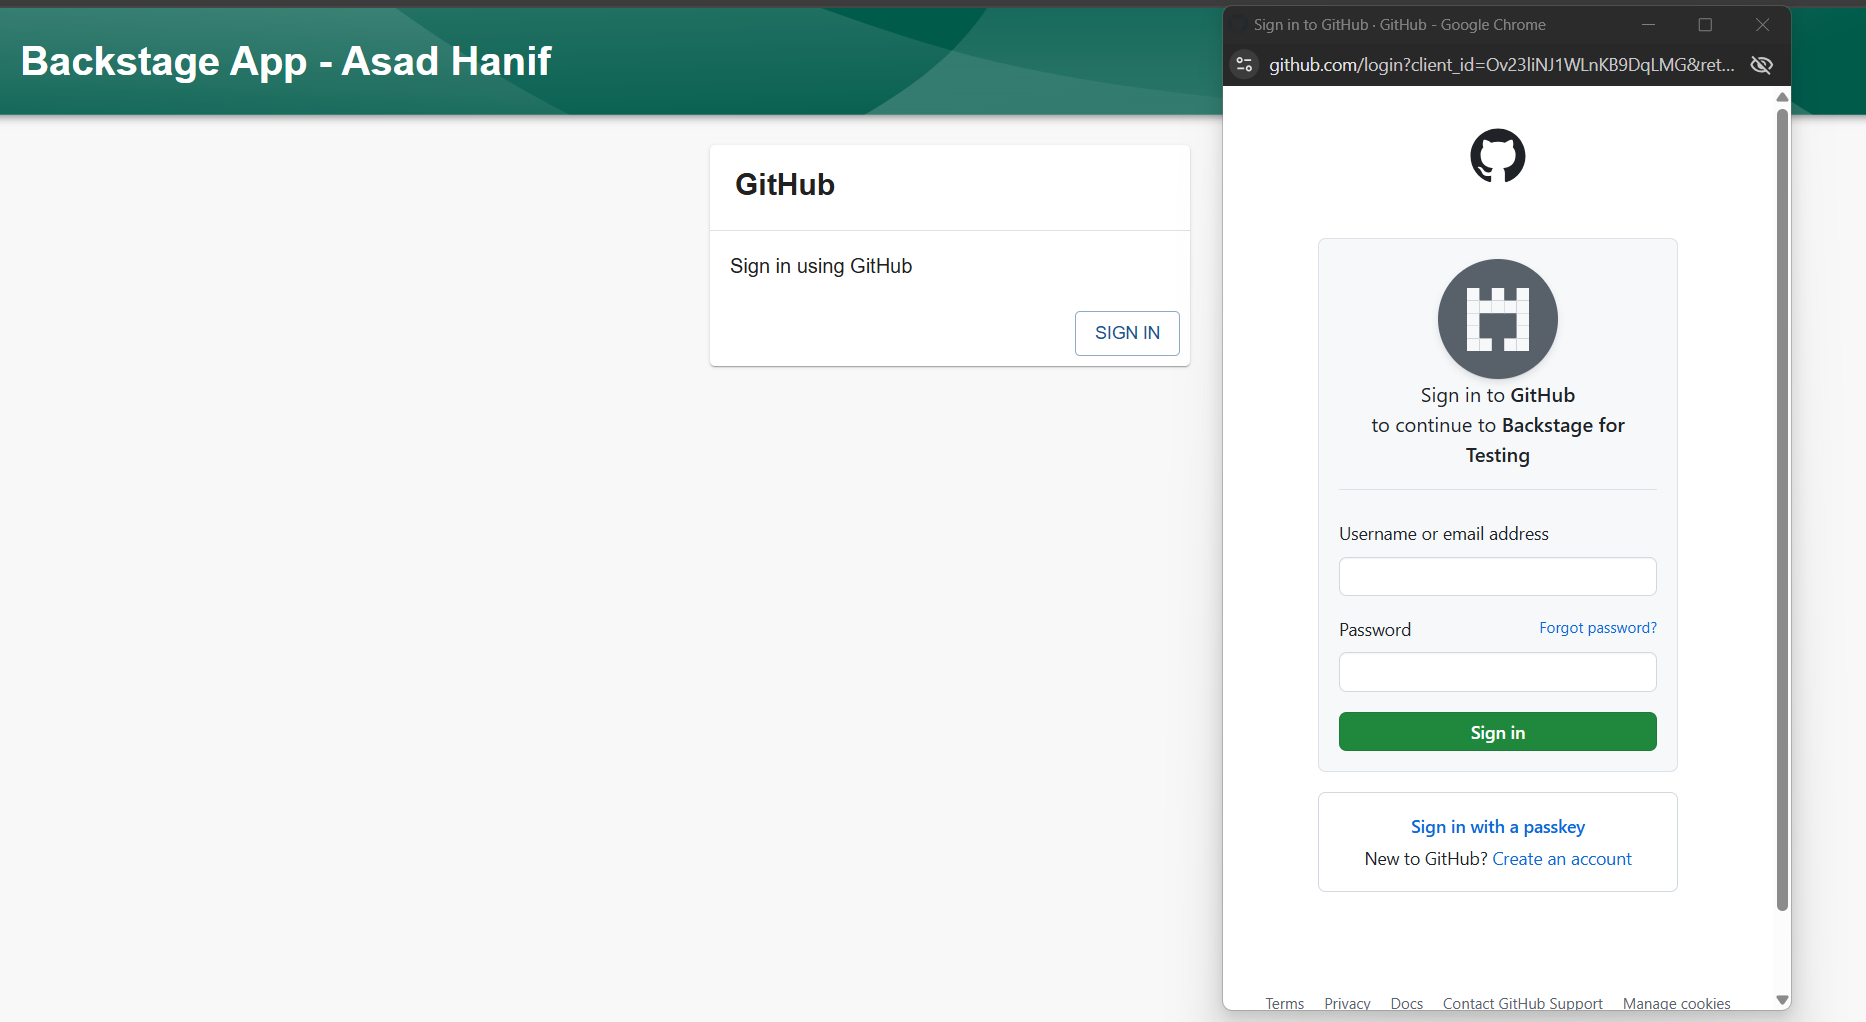 Backstage App - Asad Hanif
GitHub
Sign in using GitHub
SIGN IN
Sign in to GitHub · GitHub - Google Chrome
github.com/login?client_id=Ov23liNJ1WLnKB9DqLMG&ret...
Sign in to GitHub
to continue to Backstage for
Testing
Username or email address
Password
Forgot password?
Sign in
Sign in with a passkey
New to GitHub? Create an account
Terms Privacy Docs Contact GitHub Support Manage cookies